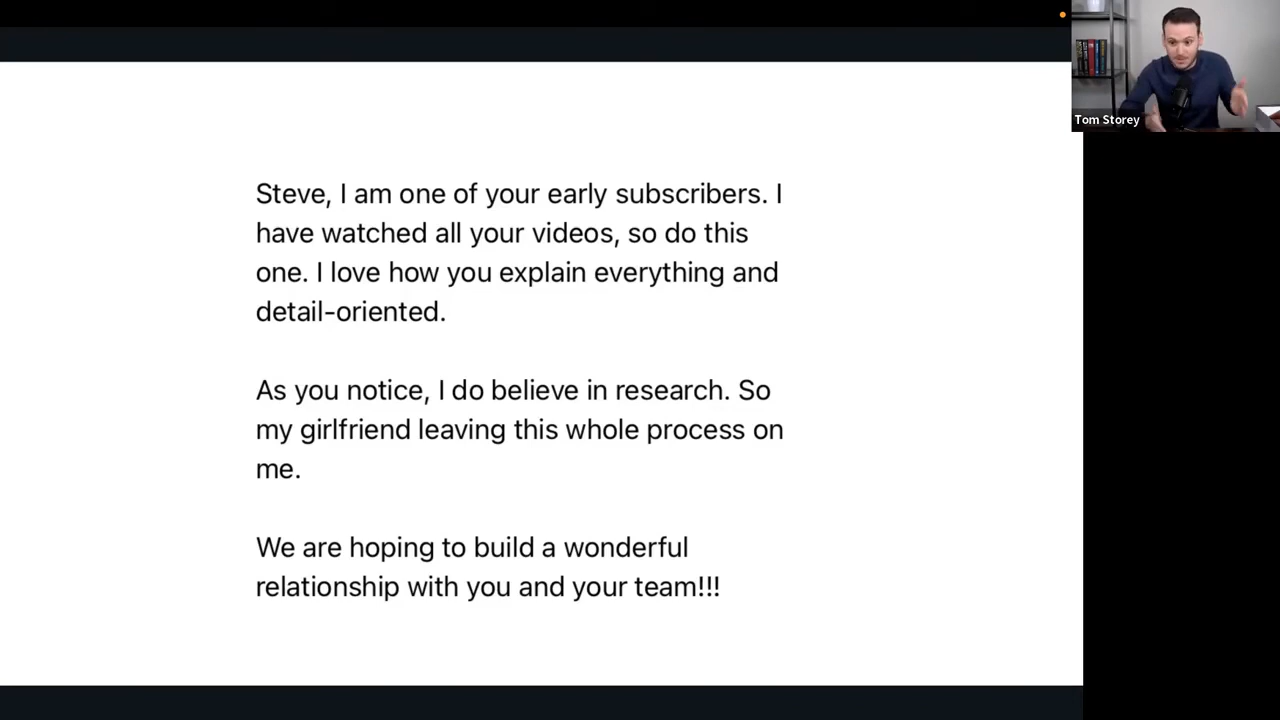 Tom Storey
Steve, I am one of your early subscribers. I
have watched all your videos, so do this
one. I love how you explain everything and
detail-oriented.
As you notice, I do believe in research. So
my girlfriend leaving this whole process on
me.
We are hoping to build a wonderful
relationship with you and your team!!!